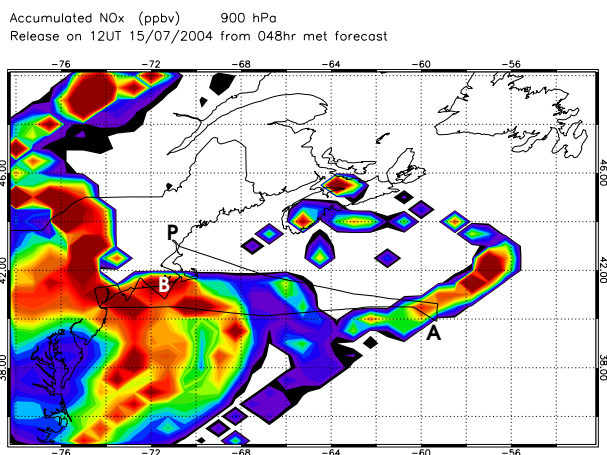 Accumulated NOx (ppbv) 900 hPa
Release on 12UT 15/07/2004 from 048hr met forecast
-76 -72 -68 -64 -60 -56
46.00 46.00
P
42.00 42.00
B
A
38.00 38.00
-76 -72 -68 -64 -60 -56